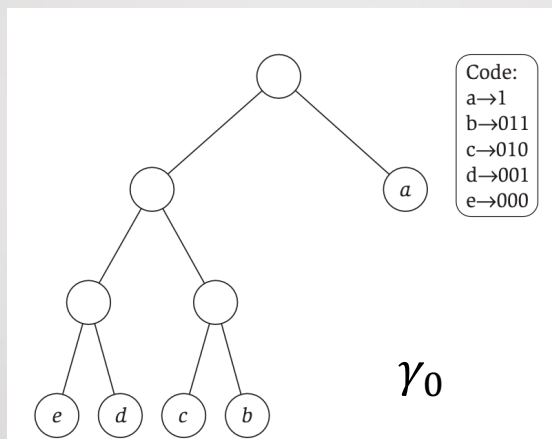 Code:
a→1
b→011
c→010
d→001
e→000
a
e d c b
γ₀